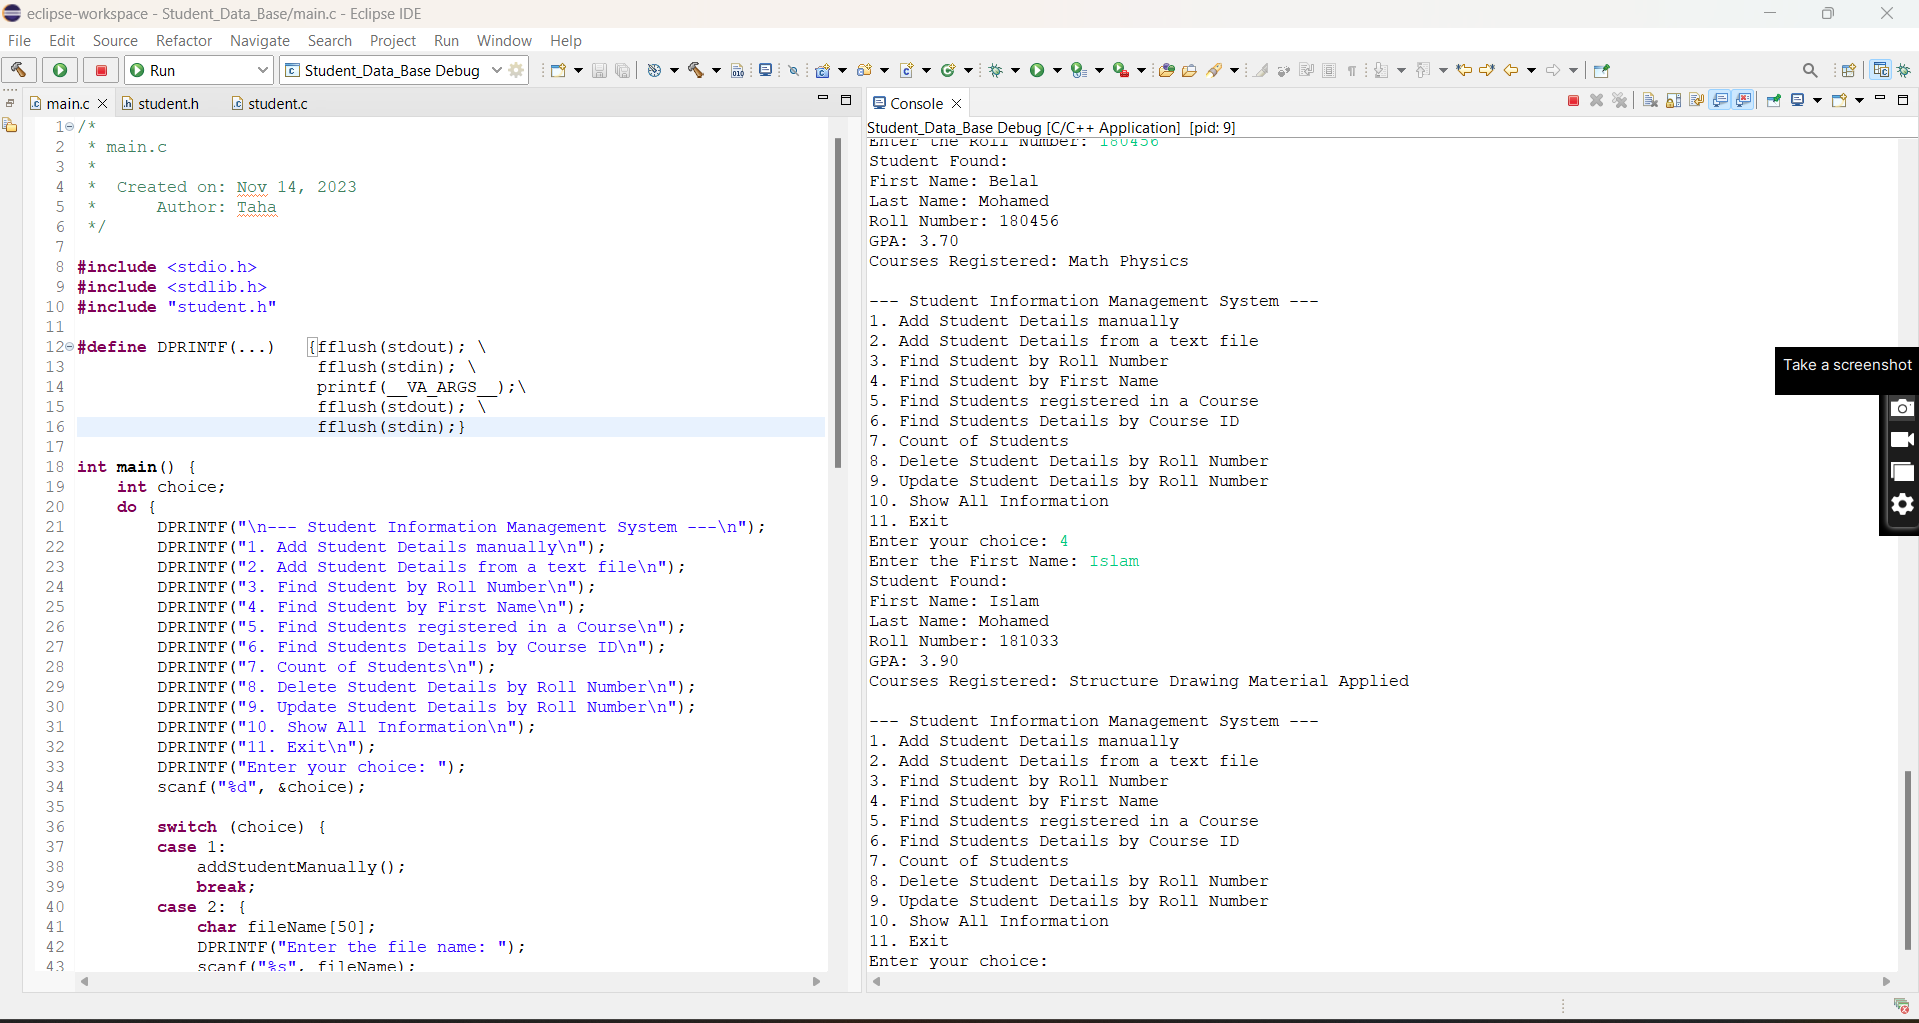 eclipse-workspace - Student_Data_Base/main.c - Eclipse IDE
File Edit Source Refactor Navigate Search Project Run Window Help
Run
Student_Data_Base Debug
main.c
student.h
student.c
1 /*
2 * main.c
3 *
4 * Created on: Nov 14, 2023
5 * Author: Taha
6 */
7
8 #include <stdio.h>
9 #include <stdlib.h>
10 #include "student.h"
11
12 #define DPRINTF(...) {fflush(stdout); \
13 fflush(stdin); \
14 printf(__VA_ARGS__);\
15 fflush(stdout); \
16 fflush(stdin);}
17
18 int main() {
19 int choice;
20 do {
21 DPRINTF("\n--- Student Information Management System ---\n");
22 DPRINTF("1. Add Student Details manually\n");
23 DPRINTF("2. Add Student Details from a text file\n");
24 DPRINTF("3. Find Student by Roll Number\n");
25 DPRINTF("4. Find Student by First Name\n");
26 DPRINTF("5. Find Students registered in a Course\n");
27 DPRINTF("6. Find Students Details by Course ID\n");
28 DPRINTF("7. Count of Students\n");
29 DPRINTF("8. Delete Student Details by Roll Number\n");
30 DPRINTF("9. Update Student Details by Roll Number\n");
31 DPRINTF("10. Show All Information\n");
32 DPRINTF("11. Exit\n");
33 DPRINTF("Enter your choice: ");
34 scanf("%d", &choice);
35
36 switch (choice) {
37 case 1:
38 addStudentManually();
39 break;
40 case 2: {
41 char fileName[50];
42 DPRINTF("Enter the file name: ");
43 scanf("%s", fileName);
Console
Student_Data_Base Debug [C/C++ Application] [pid: 9]
Enter the Roll Number: 180456
Student Found:
First Name: Belal
Last Name: Mohamed
Roll Number: 180456
GPA: 3.70
Courses Registered: Math Physics
--- Student Information Management System ---
1. Add Student Details manually
2. Add Student Details from a text file
3. Find Student by Roll Number
4. Find Student by First Name
5. Find Students registered in a Course
6. Find Students Details by Course ID
7. Count of Students
8. Delete Student Details by Roll Number
9. Update Student Details by Roll Number
10. Show All Information
11. Exit
Enter your choice: 4
Enter the First Name: Islam
Student Found:
First Name: Islam
Last Name: Mohamed
Roll Number: 181033
GPA: 3.90
Courses Registered: Structure Drawing Material Applied
--- Student Information Management System ---
1. Add Student Details manually
2. Add Student Details from a text file
3. Find Student by Roll Number
4. Find Student by First Name
5. Find Students registered in a Course
6. Find Students Details by Course ID
7. Count of Students
8. Delete Student Details by Roll Number
9. Update Student Details by Roll Number
10. Show All Information
11. Exit
Enter your choice:
Take a screenshot